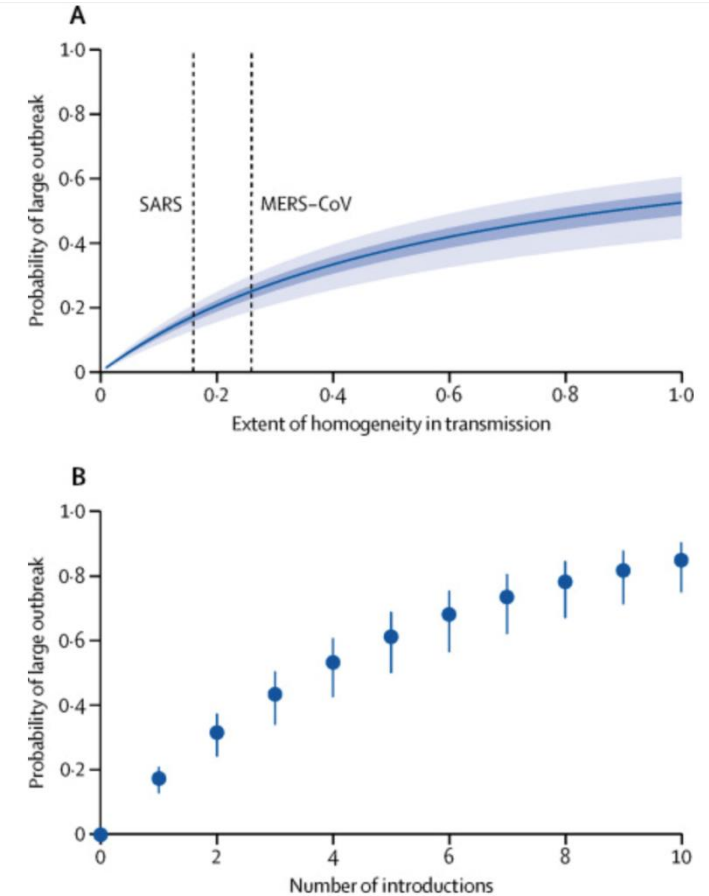 A
1·0
0·8
0·6
0·4
0·2
0
Probability of large outbreak
SARS
MERS–CoV
0 0·2 0·4 0·6 0·8 1·0
Extent of homogeneity in transmission
B
1·0
0·8
0·6
0·4
0·2
0
Probability of large outbreak
0 2 4 6 8 10
Number of introductions